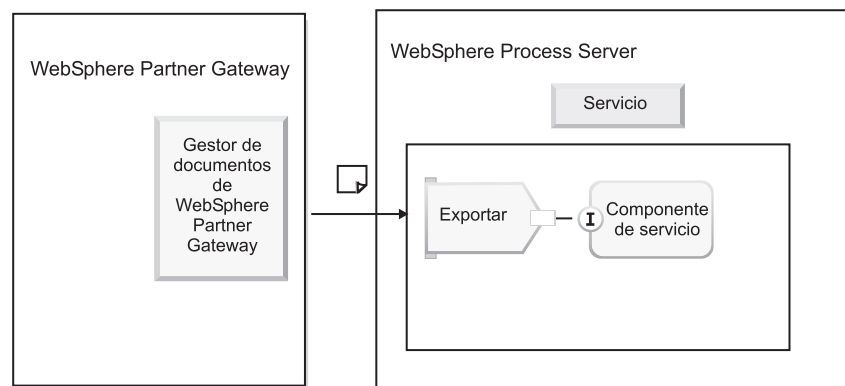 WebSphere Partner Gateway
Gestor de
documentos
de
WebSphere
Partner
Gateway
WebSphere Process Server
Servicio
Exportar
I
Componente
de servicio